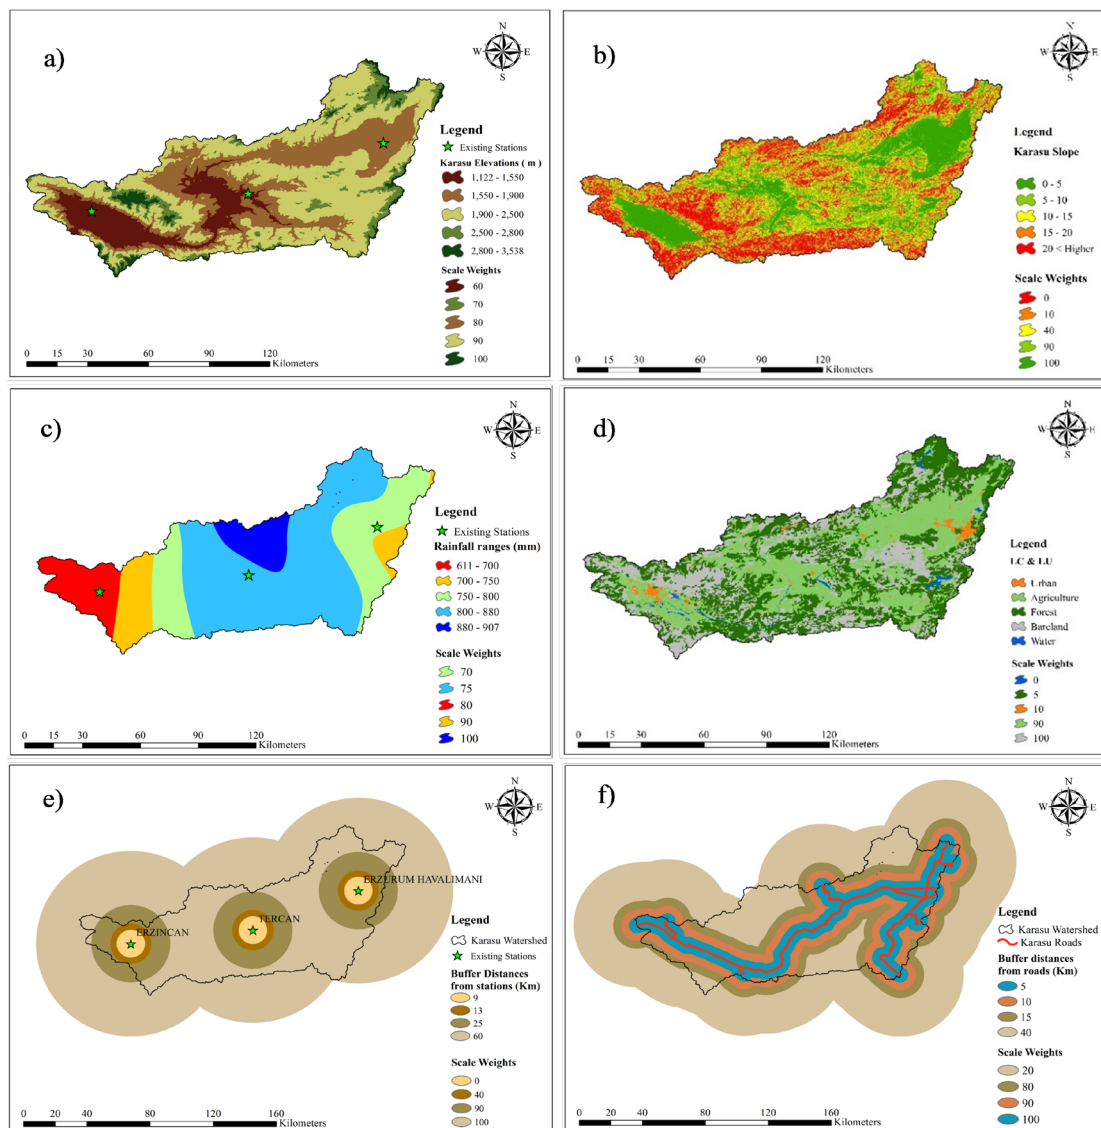 a)
N
W
E
S
Legend
Existing Stations
Karasu Elevations ( m )
1,122 - 1,550
1,550 - 1,900
1,900 - 2,500
2,500 - 2,800
2,800 - 3,538
Scale Weights
60
70
80
90
100
0 15 30 60 90 120
Kilometers
b)
N
W
E
S
Legend
Karasu Slope
0 - 5
5 - 10
10 - 15
15 - 20
20 < Higher
Scale Weights
0
10
40
90
100
0 15 30 60 90 120
Kilometers
c)
N
W
E
S
Legend
Existing Stations
Rainfall ranges (mm)
611 - 700
700 - 750
750 - 800
800 - 880
880 - 907
Scale Weights
70
75
80
90
100
0 15 30 60 90 120
Kilometers
d)
N
W
E
S
Legend
LC & LU
Urban
Agriculture
Forest
Bareland
Water
Scale Weights
0
5
10
90
100
0 15 30 60 90 120
Kilometers
e)
N
W
E
S
ERZURUM HAVALIMANI
TERCAN
ERZINCAN
Legend
Karasu Watershed
Existing Stations
Buffer Distances
from stations (Km)
9
13
25
60
Scale Weights
0
40
90
100
0 20 40 80 120 160
Kilometers
f)
N
W
E
S
Legend
Karasu Watershed
Karasu Roads
Buffer distances
from roads (Km)
5
10
15
40
Scale Weights
20
80
90
100
0 20 40 80 120 160
Kilometers